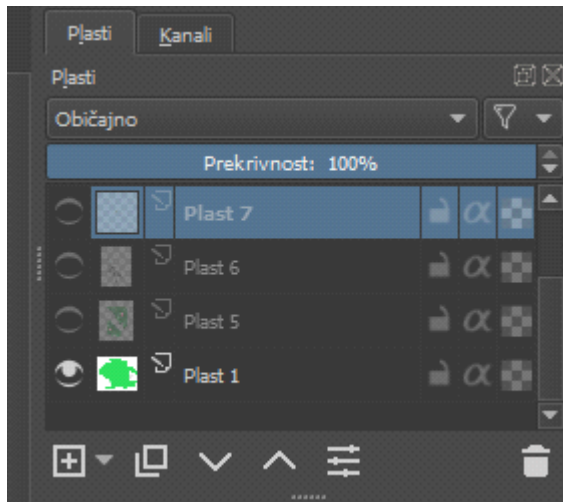 Plasti Kanali
Plasti
Običajno
Prekrivnost: 100%
Plast 7
Plast 6
Plast 5
Plast 1